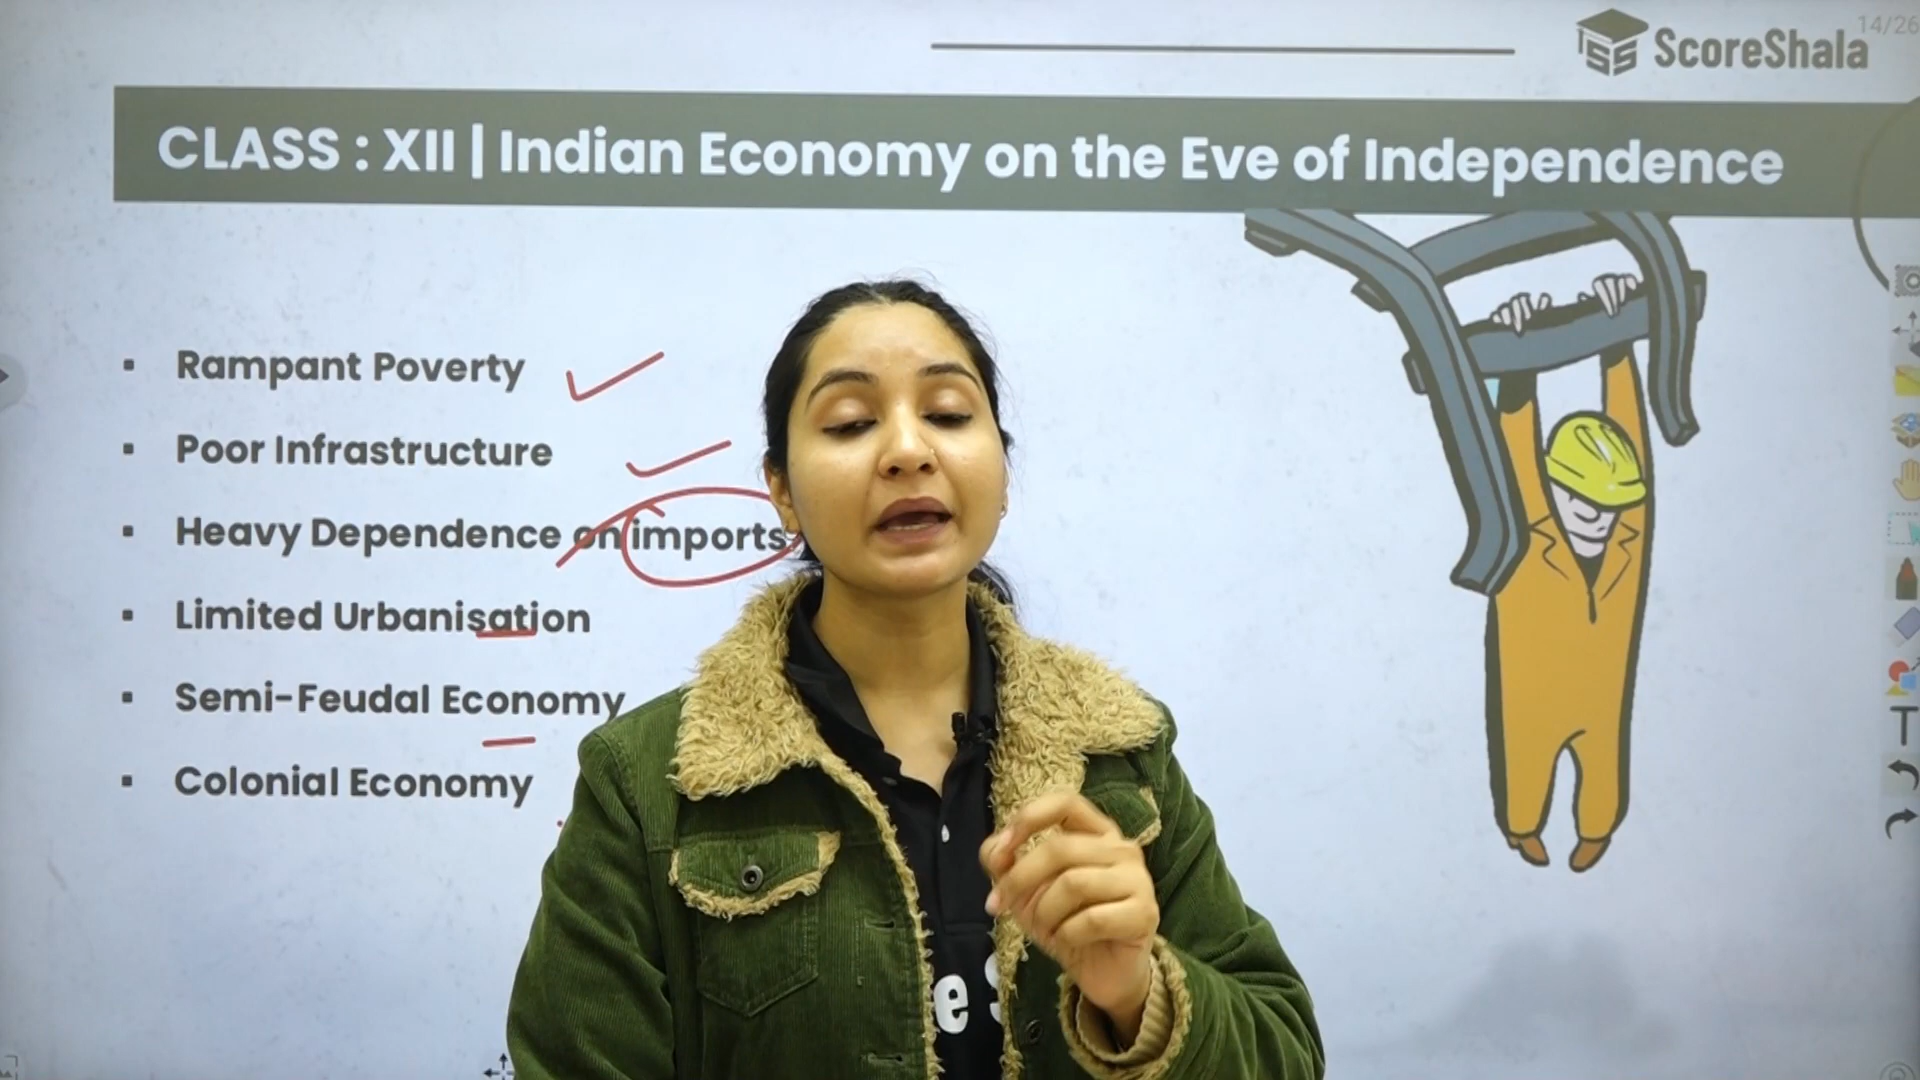 14/26
ScoreShala
CLASS : XII | Indian Economy on the Eve of Independence
▪ Rampant Poverty
▪ Poor Infrastructure
▪ Heavy Dependence on imports
▪ Limited Urbanisation
▪ Semi-Feudal Economy
▪ Colonial Economy
e S